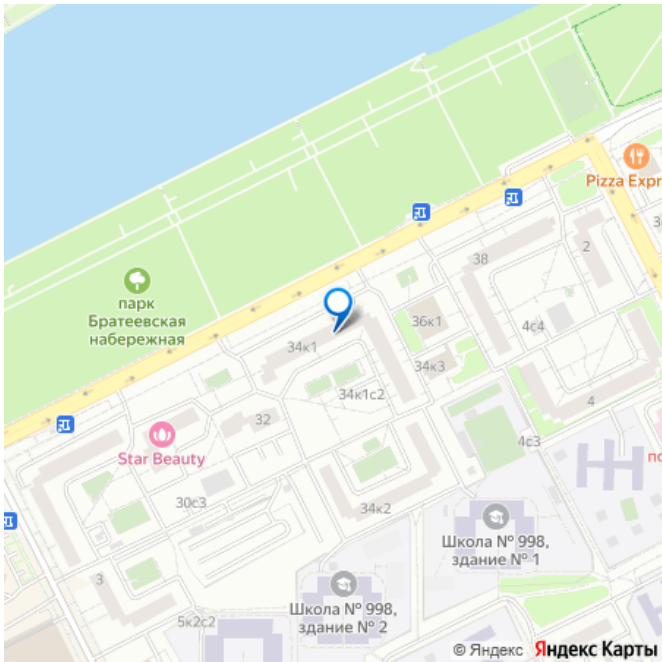 Pizza Expr
38
2
парк
Братеевская
набережная
36к1
4с4
34к1
34к3
34к1с2
4
32
Star Beauty
4с3
по
30с3
34к2
Школа № 998,
здание № 1
3
Школа № 998,
здание № 2
5к2с2
© Яндекс Яндекс Карты